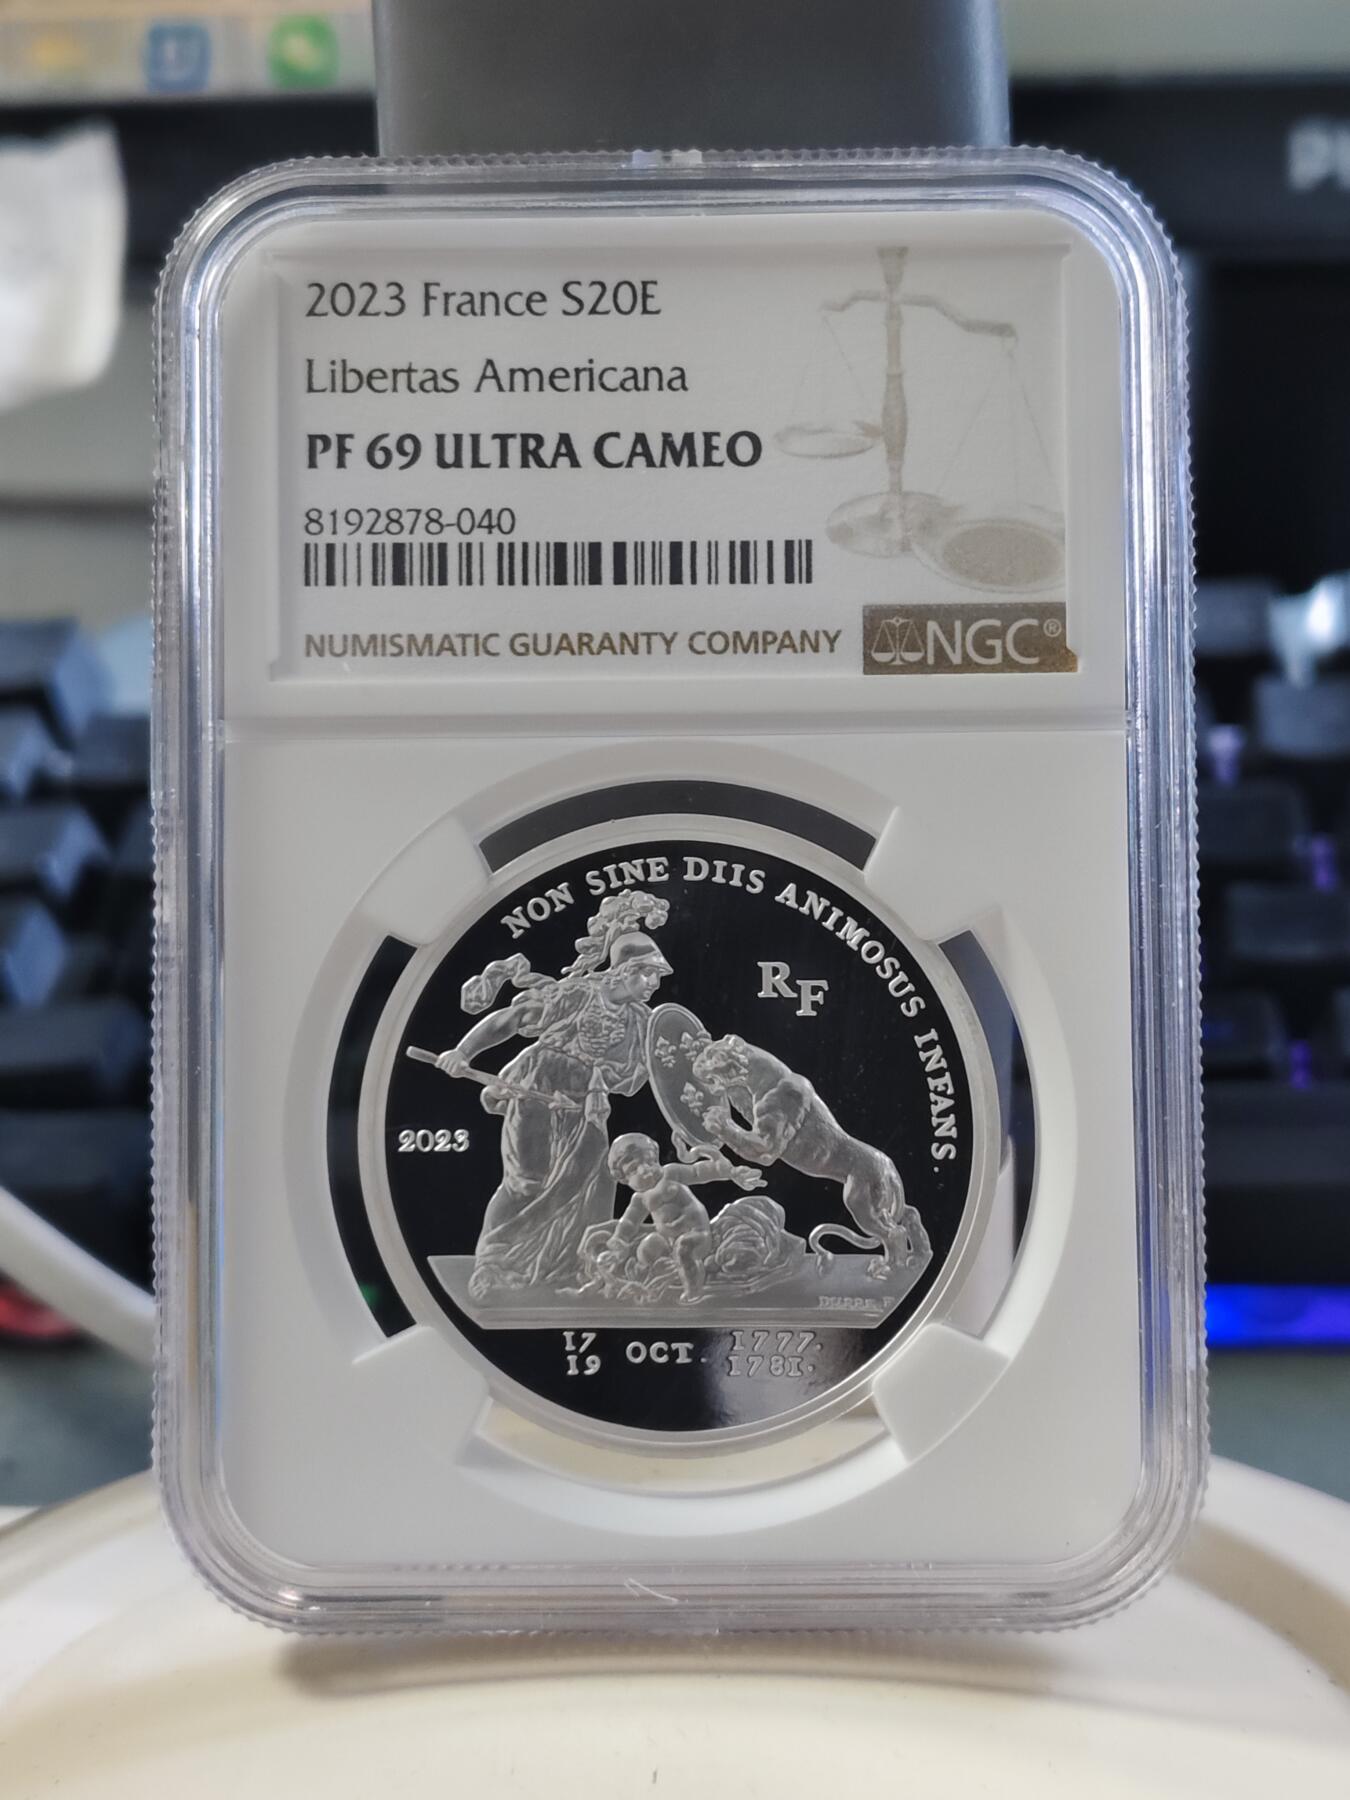 2023 France S20E
Libertas Americana
PF 69 ULTRA CAMEO
8192878-040
NUMISMATIC GUARANTY COMPANY
NGC®
NON SINE DIIS ANIMOSUS INFANS.
RF
2023
17 OCT. 1777.
19 1781.